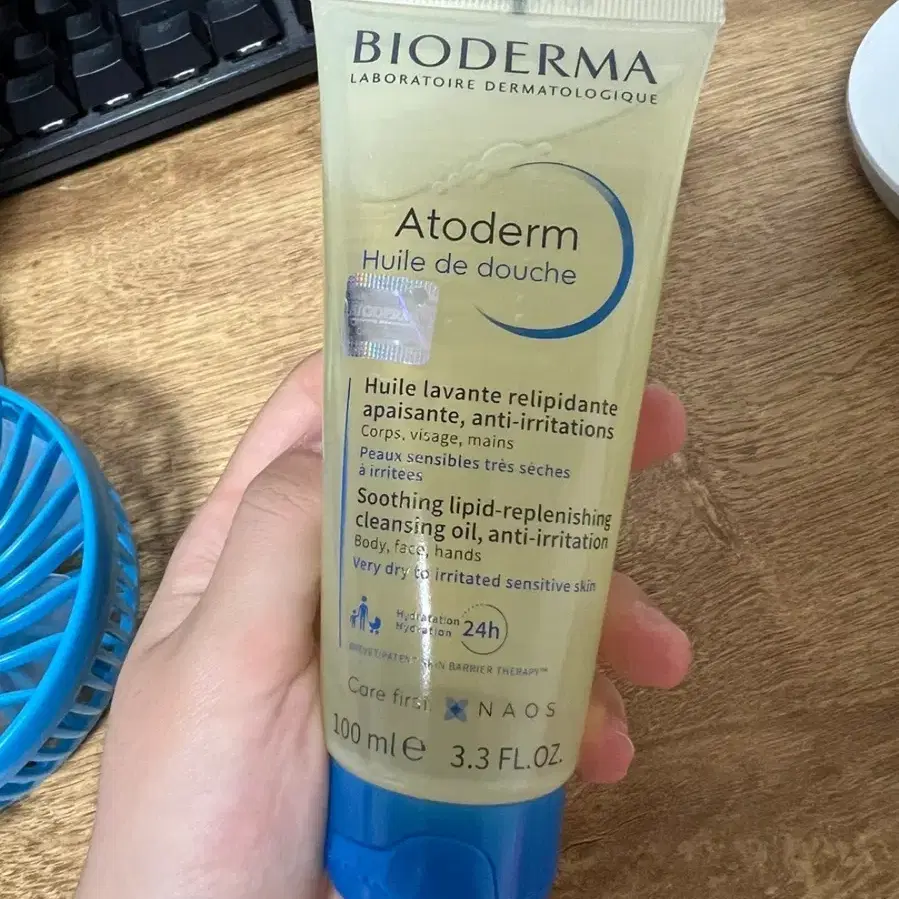 BIODERMA
LABORATOIRE DERMATOLOGIQUE
Atoderm
Huile de douche
Huile lavante relipidante
apaisante, anti-irritations
Corps, visage, mains
Peaux sensibles très sèches
à irritées
Soothing lipid-replenishing
cleansing oil, anti-irritation
Body, face, hands
Very dry to irritated sensitive skin
Hydratation
Hydration
24h
BREVET/PATENT SKIN BARRIER THERAPY™
Care first.
NAOS
100 ml e 3.3 FL.OZ.